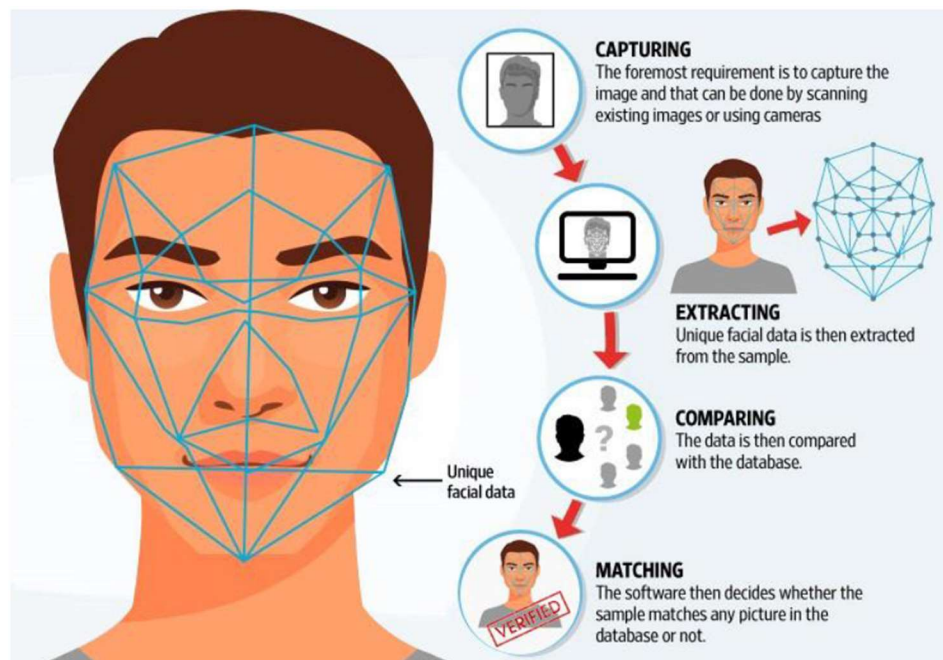 CAPTURING
The foremost requirement is to capture the
image and that can be done by scanning
existing images or using cameras
EXTRACTING
Unique facial data is then extracted
from the sample.
COMPARING
The data is then compared
with the database.
?
Unique
facial data
MATCHING
The software then decides whether the
sample matches any picture in the
database or not.
VERIFIED